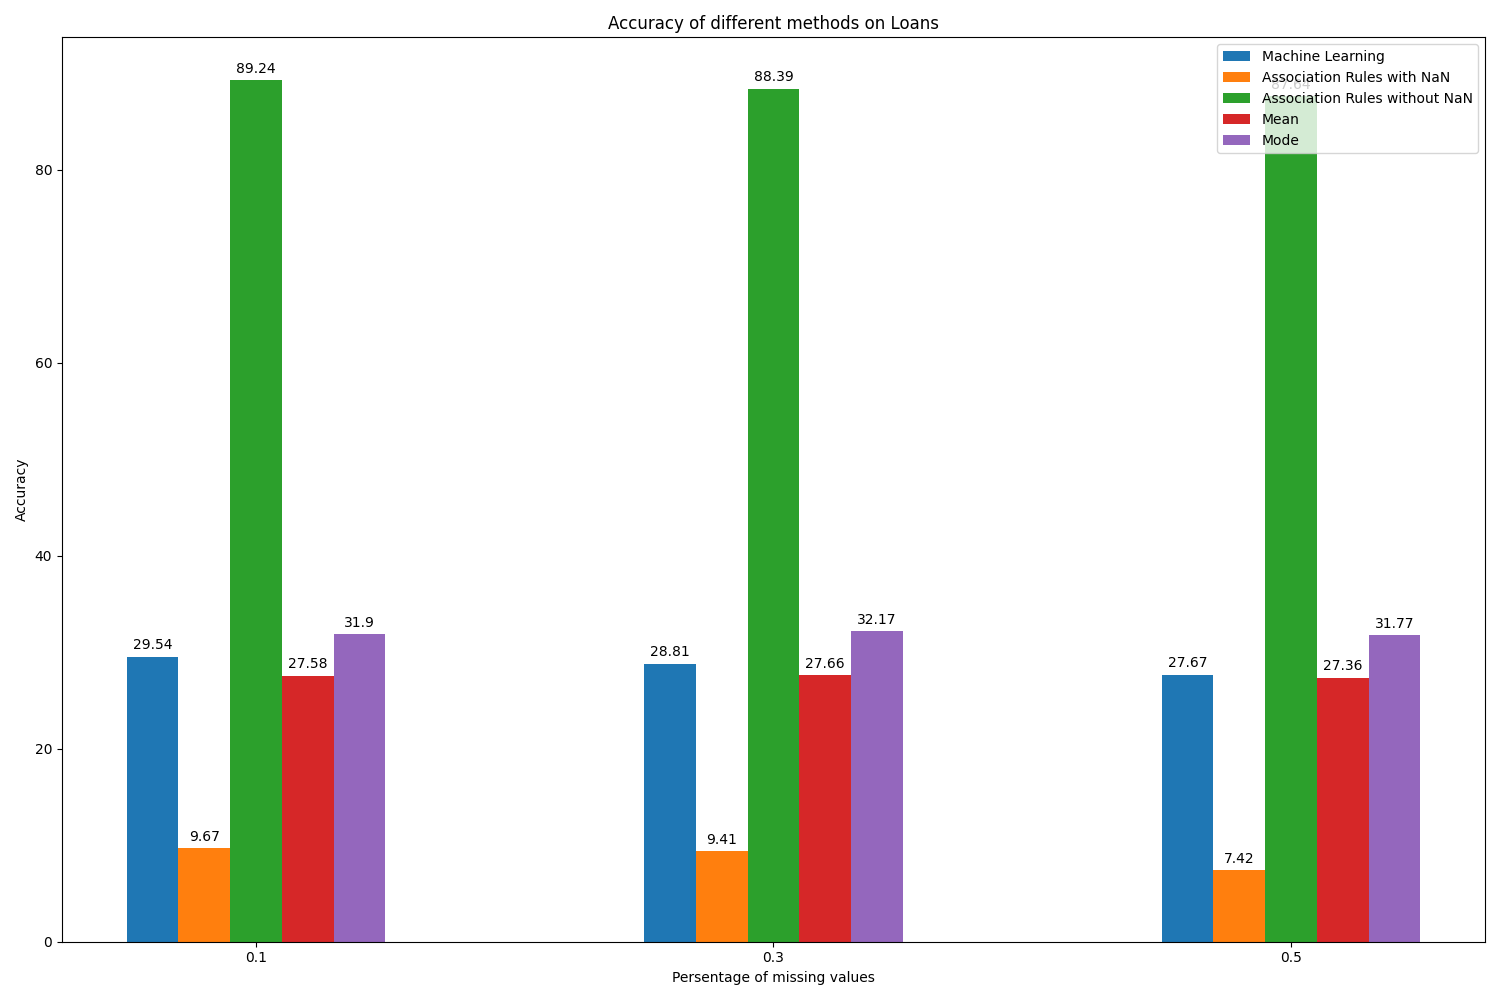 Accuracy of different methods on Loans
Machine Learning
Association Rules with NaN
Association Rules without NaN
Mean
Mode
89.24
88.39
87.64
80
60
40
20
0
Accuracy
29.54
9.67
27.58
31.9
28.81
9.41
27.66
32.17
27.67
7.42
27.36
31.77
0.1
0.3
0.5
Persentage of missing values